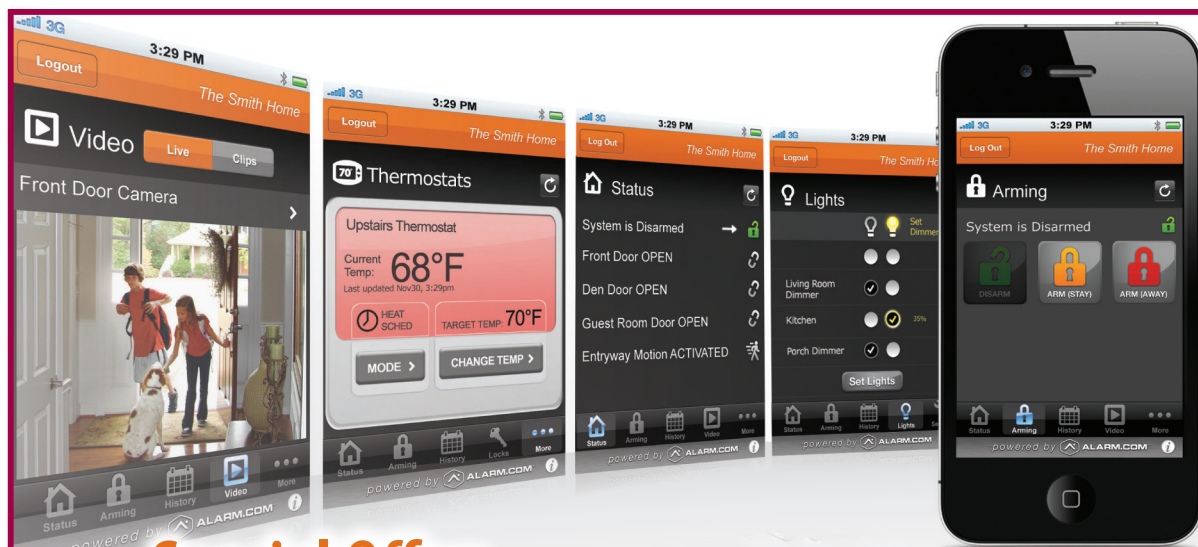 3G
3:29 PM
Logout
The Smith Home
Video
Live
Clips
Front Door Camera
Status
Arming
History
Video
More
powered by ALARM.COM
3G
3:29 PM
Logout
The Smith Home
70°
Thermostats
Upstairs Thermostat
Current
Temp:
68°F
Last updated Nov30, 3:29pm
HEAT
SCHED
TARGET TEMP: 70°F
MODE >
CHANGE TEMP >
Status
Arming
History
Locks
More
powered by ALARM.COM
3G
3:29 PM
Log Out
The Smith Home
Status
System is Disarmed
Front Door OPEN
Den Door OPEN
Guest Room Door OPEN
Entryway Motion ACTIVATED
Status
Arming
History
Video
More
powered by ALARM.COM
3G
3:29 PM
Logout
The Smith
Lights
Set
Dimmer
Living Room
Dimmer
Kitchen
35%
Porch Dimmer
Set Lights
Status
Arming
History
Lights
powered by ALARM.COM
3G
3:29 PM
Log Out
The Smith Home
Arming
System is Disarmed
DISARM
ARM (STAY)
ARM (AWAY)
Status
Arming
History
Video
More
powered by ALARM.COM